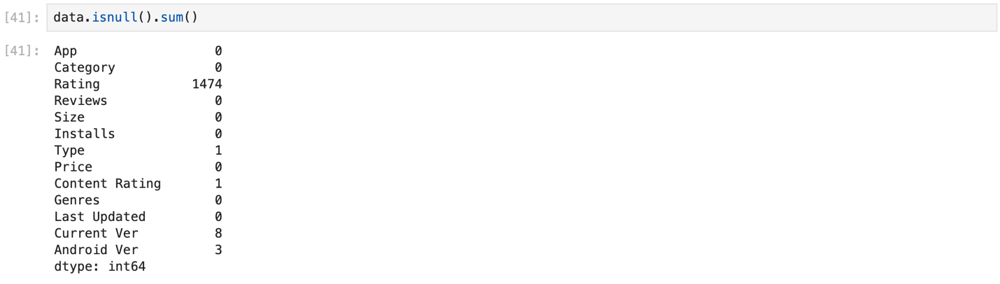 [41]: data.isnull().sum()
[41]: App 0
Category 0
Rating 1474
Reviews 0
Size 0
Installs 0
Type 1
Price 0
Content Rating 1
Genres 0
Last Updated 0
Current Ver 8
Android Ver 3
dtype: int64